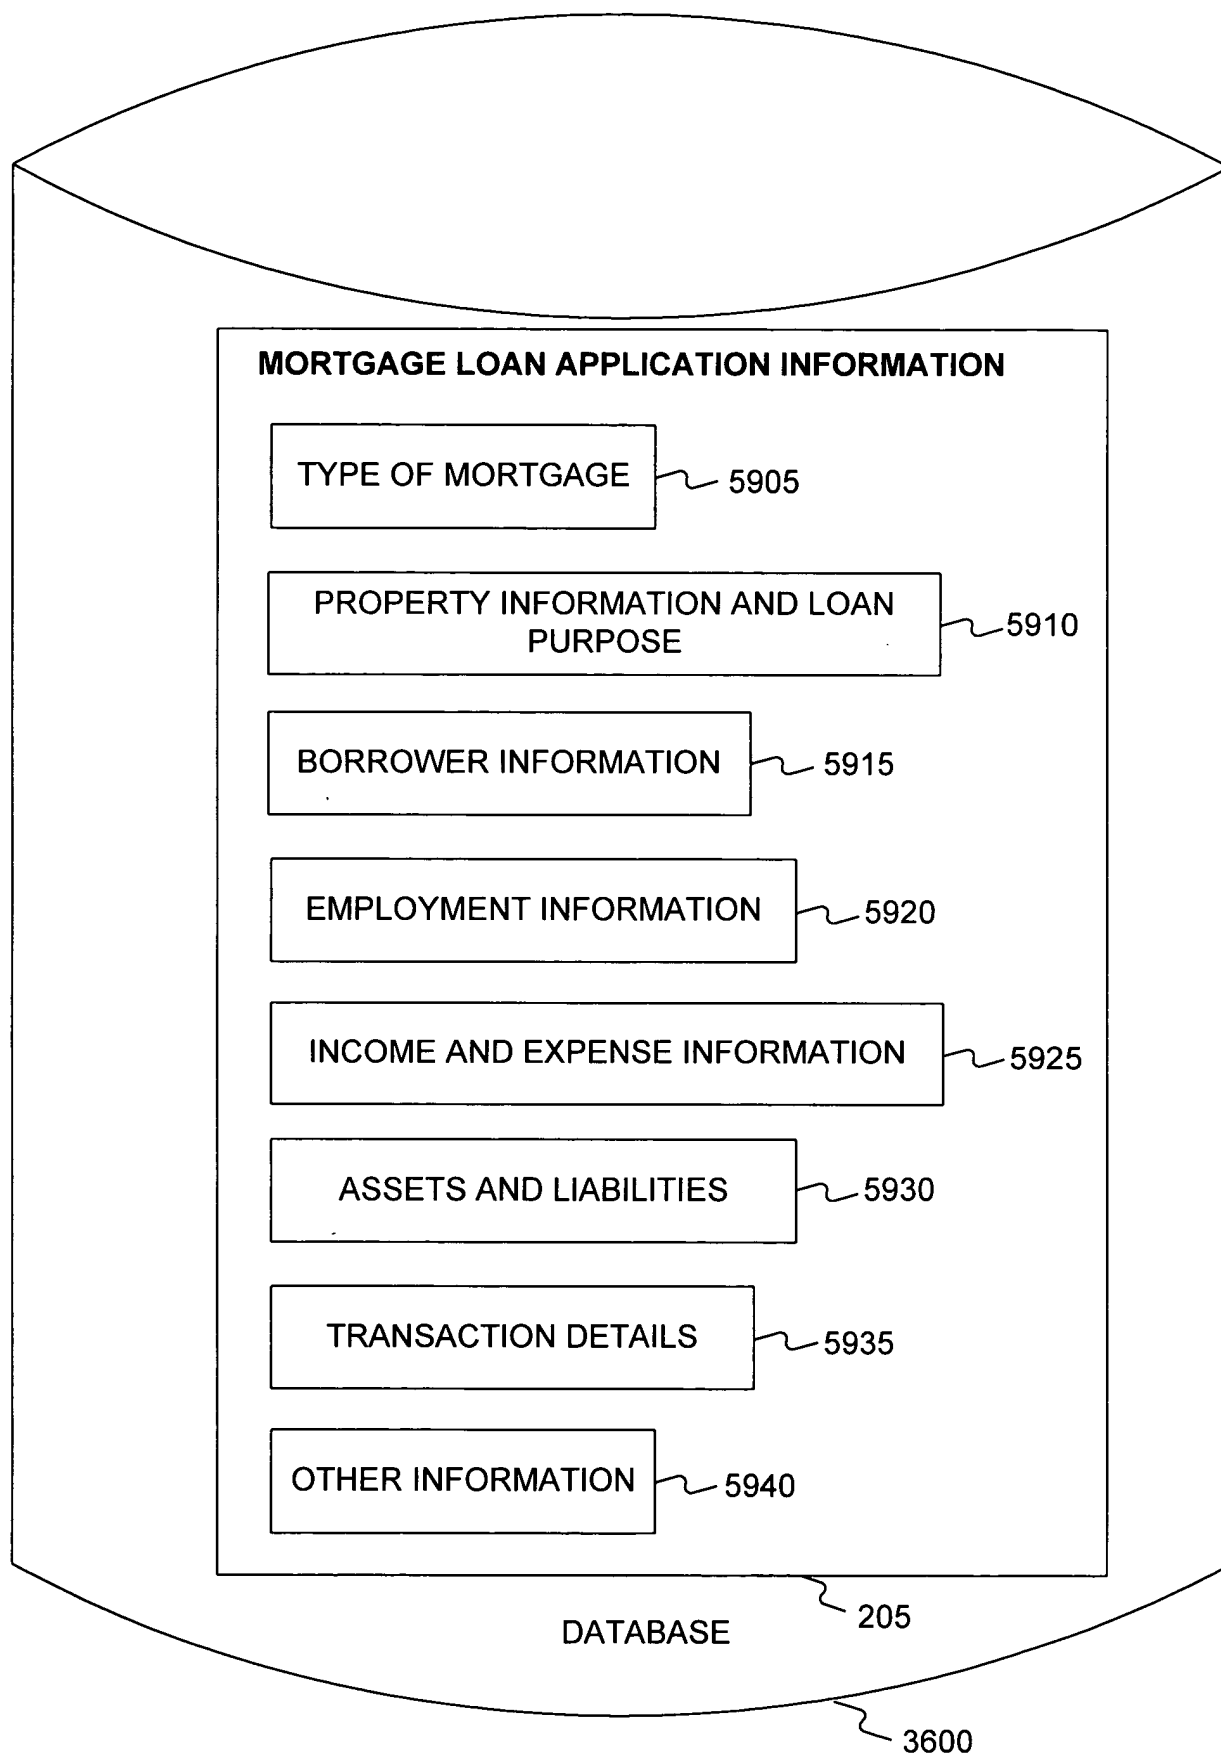 MORTGAGE LOAN APPLICATION INFORMATION
TYPE OF MORTGAGE
5905
PROPERTY INFORMATION AND LOAN
PURPOSE
5910
BORROWER INFORMATION
5915
EMPLOYMENT INFORMATION
5920
INCOME AND EXPENSE INFORMATION
5925
ASSETS AND LIABILITIES
5930
TRANSACTION DETAILS
5935
OTHER INFORMATION
5940
205
DATABASE
3600